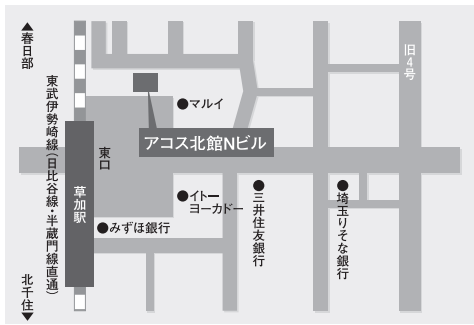 ▲春日部
東武伊勢崎線(日比谷線・半蔵門線直通)
北千住▼
草加駅
東口
●マルイ
アコス北館Nビル
●イトー
ヨーカドー
●みずほ銀行
●三井住友銀行
●埼玉りそな銀行
旧4号